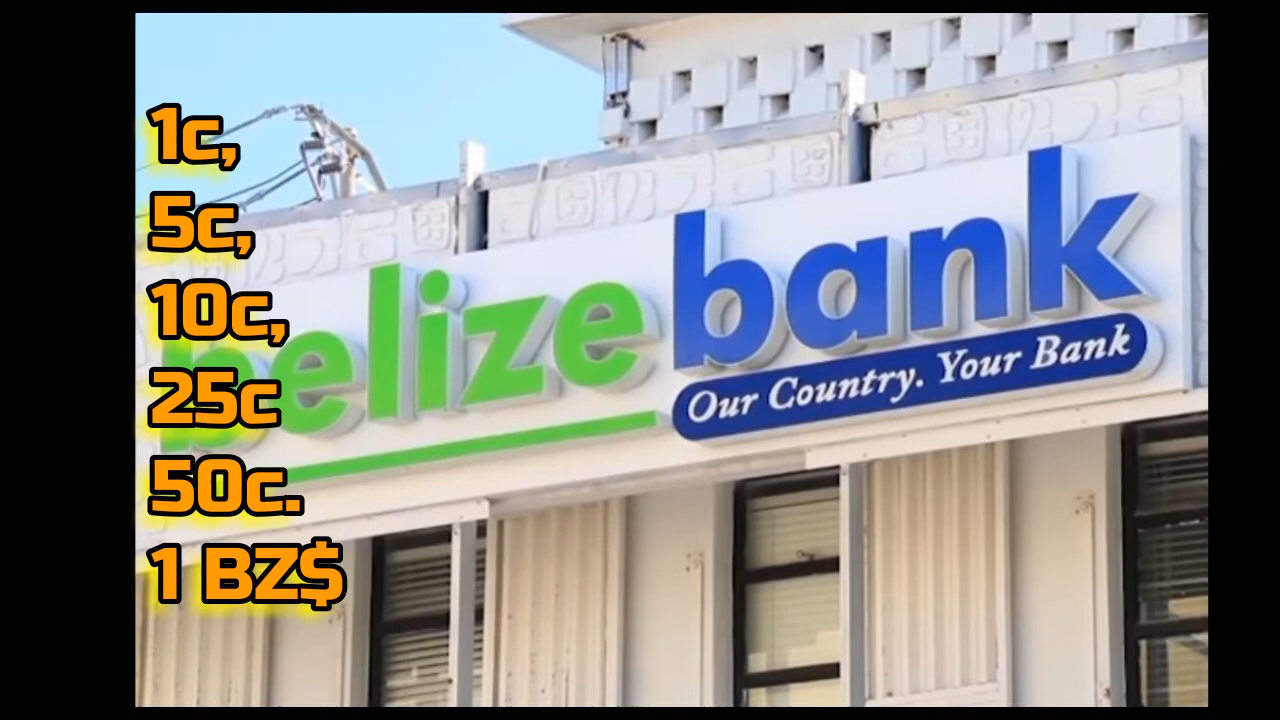 1c,
5c,
10c,
25c
50c.
1 BZ$
belize bank
Our Country. Your Bank